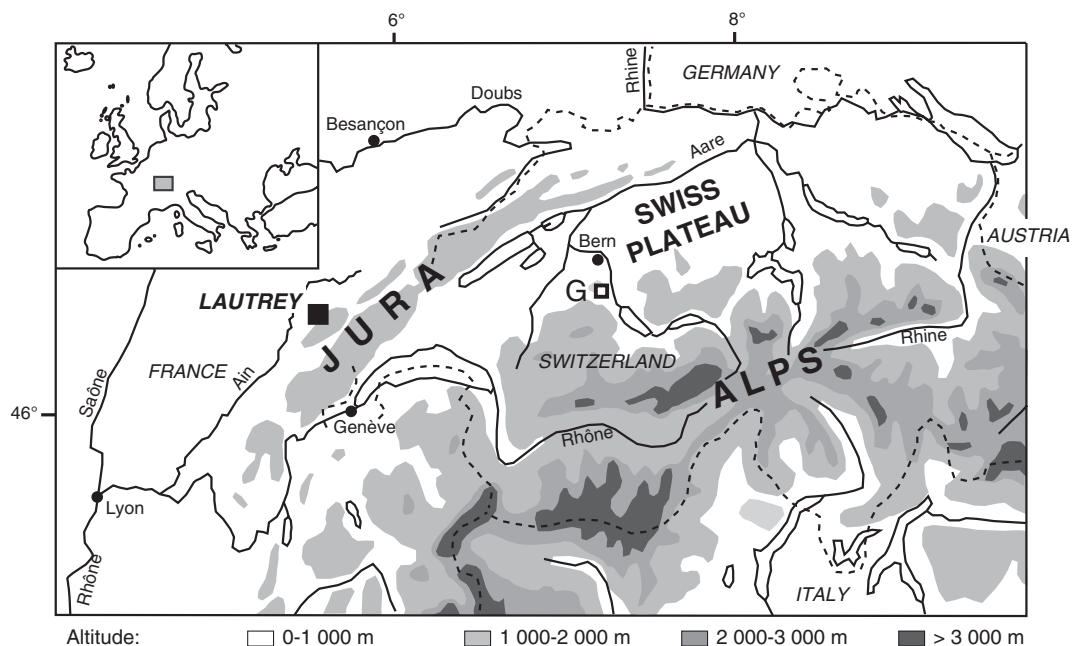 6°
8°
Rhine
GERMANY
Doubs
Besançon
Aare
SWISS
PLATEAU
AUSTRIA
Bern
JURA
LAUTREY
G
Rhine
SWITZERLAND
FRANCE
Ain
ALPS
Saône
46°
Genève
Rhône
Lyon
Rhône
ITALY
Altitude:
0-1 000 m
1 000-2 000 m
2 000-3 000 m
> 3 000 m